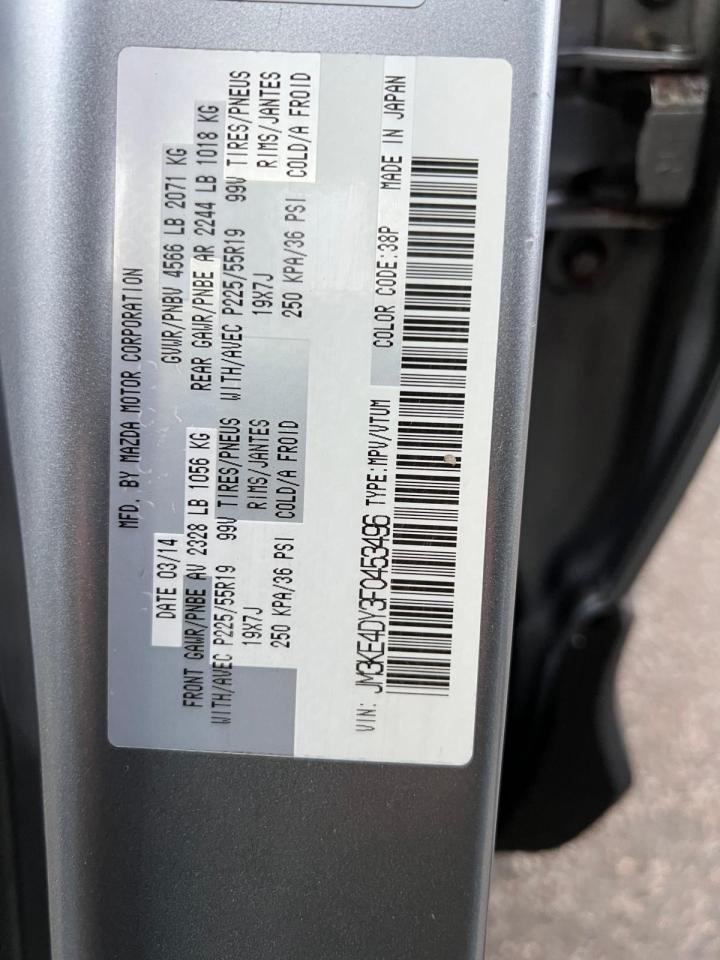 MFD. BY MAZDA MOTOR CORPORATION
DATE 03/14 GVWR/PNBV 4566 LB 2071 KG
FRONT GAWR/PNBE AV 2328 LB 1056 KG REAR GAWR/PNBE AR 2244 LB 1018 KG
WITH/AVEC P225/55R19 99V TIRES/PNEUS WITH/AVEC P225/55R19 99V TIRES/PNEUS
19X7J RIMS/JANTES 19X7J RIMS/JANTES
250 KPA/36 PSI COLD/A FROID 250 KPA/36 PSI COLD/A FROID
VIN: JM3KE4DY3F0453496 TYPE:MPV/VTUM COLOR CODE:38P MADE IN JAPAN